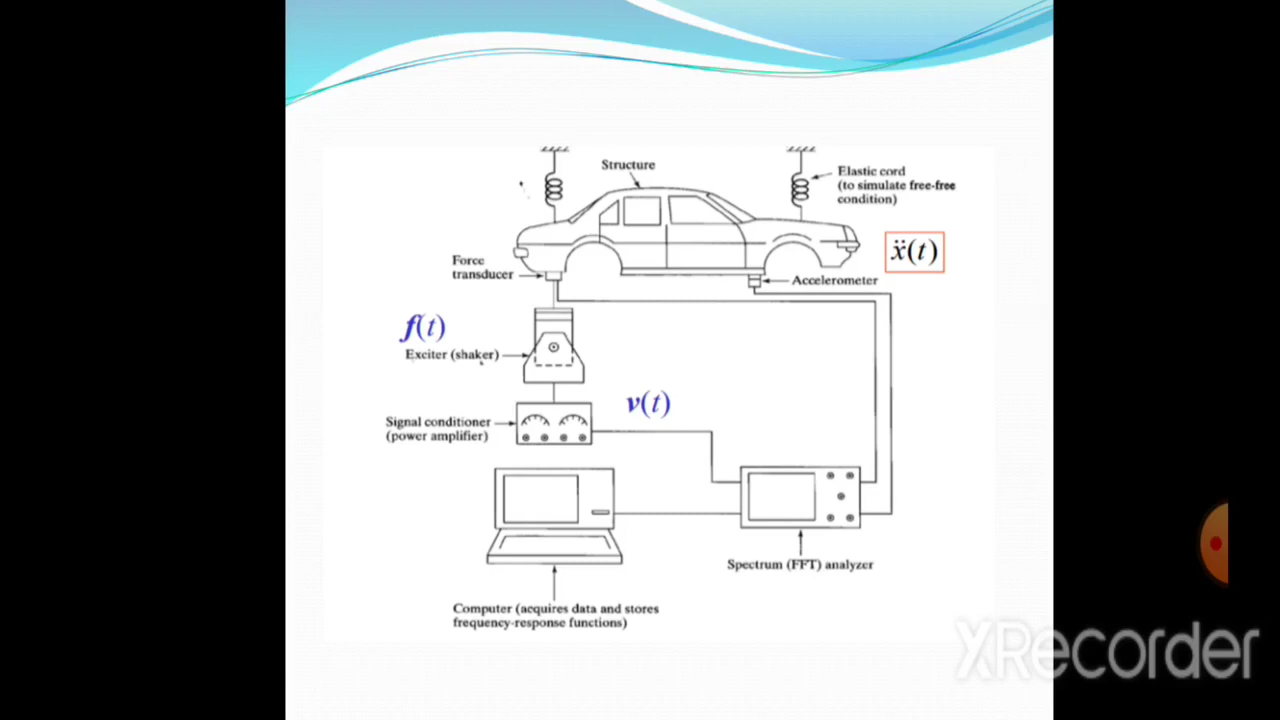 Structure
Elastic cord
(to simulate free-free
condition)
ẍ(t)
Force
transducer
Accelerometer
f(t)
Exciter (shaker)
v(t)
Signal conditioner
(power amplifier)
Spectrum (FFT) analyzer
Computer (acquires data and stores
frequency-response functions)
XRecorder